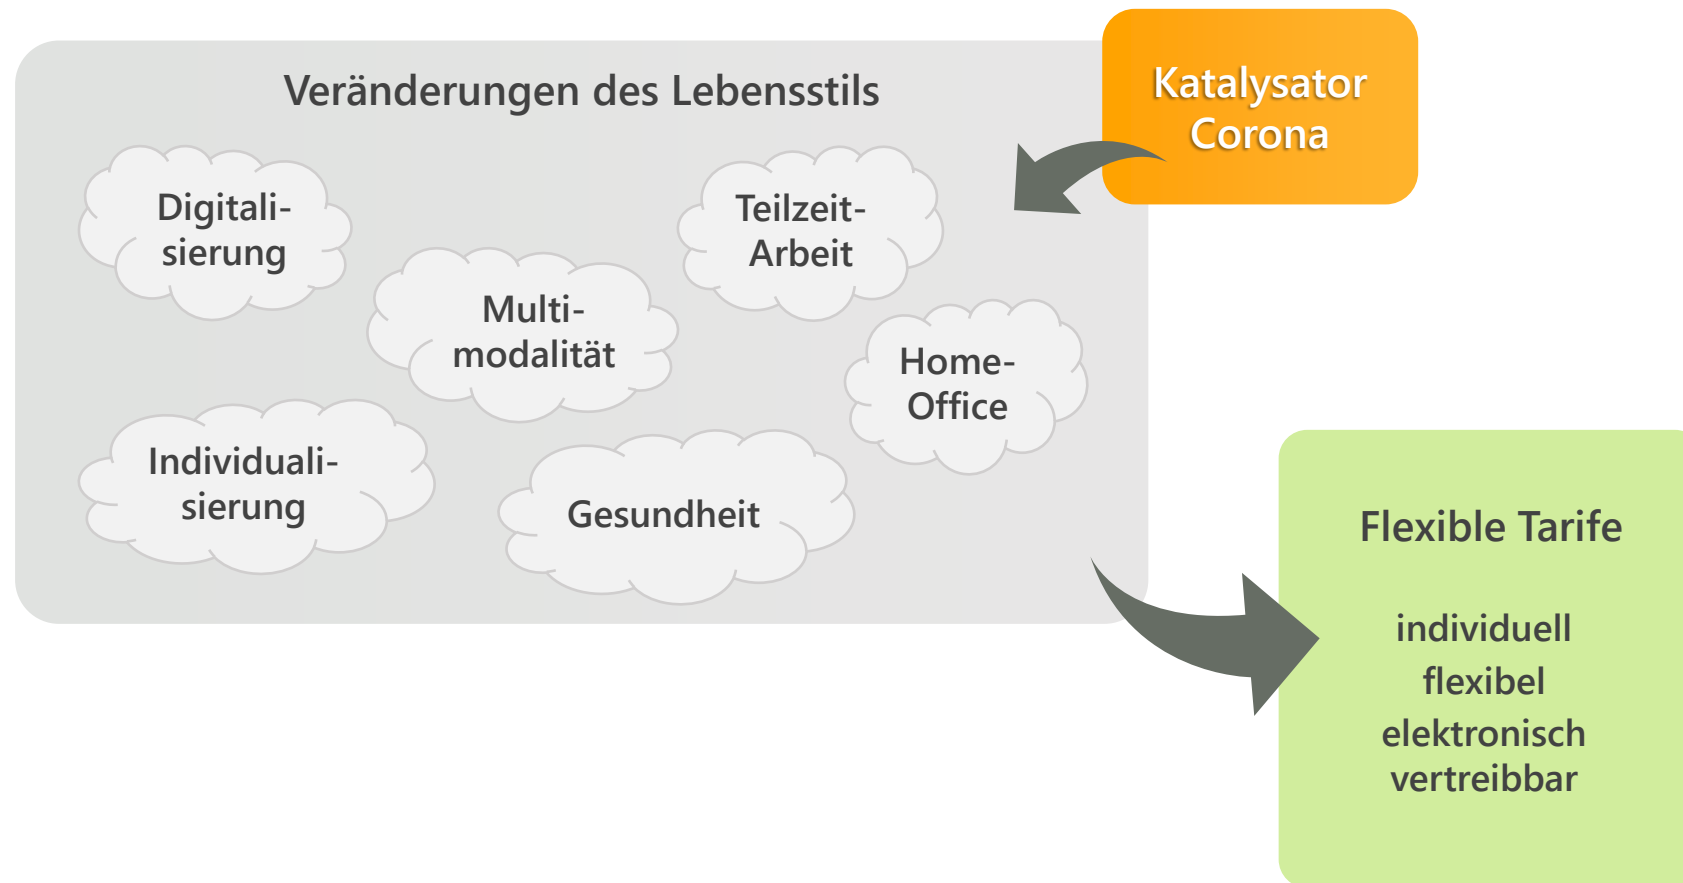 Veränderungen des Lebensstils
Katalysator
Corona
Digitali-
sierung
Teilzeit-
Arbeit
Multi-
modalität
Home-
Office
Individuali-
sierung
Gesundheit
Flexible Tarife
individuell
flexibel
elektronisch
vertreibbar